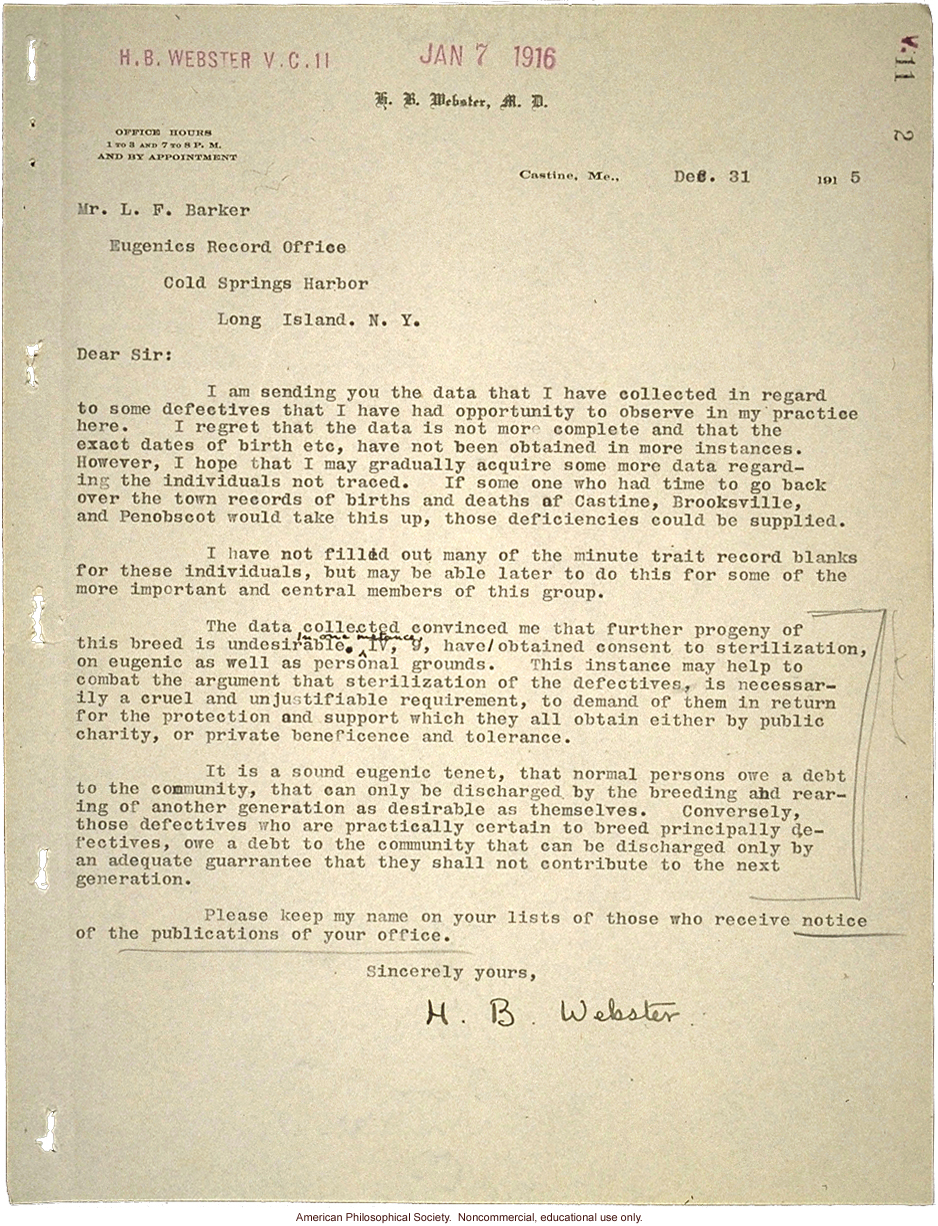 H.B. WEBSTER V.C.11
JAN 7 1916
V.11
2
H. B. Webster, M. D.
OFFICE HOURS
1 TO 3 AND 7 TO 8 P. M.
AND BY APPOINTMENT
Castine, Me., Dec. 31 1915
Mr. L. F. Barker
Eugenics Record Office
Cold Springs Harbor
Long Island. N. Y.
Dear Sir:
I am sending you the data that I have collected in regard
to some defectives that I have had opportunity to observe in my practice
here. I regret that the data is not more complete and that the
exact dates of birth etc, have not been obtained in more instances.
However, I hope that I may gradually acquire some more data regard-
ing the individuals not traced. If some one who had time to go back
over the town records of births and deaths of Castine, Brooksville,
and Penobscot would take this up, those deficiencies could be supplied.
I have not filled out many of the minute trait record blanks
for these individuals, but may be able later to do this for some of the
more important and central members of this group.
The data collected convinced me that further progeny of
in one instance,
this breed is undesirable. IV, 9, have/obtained consent to sterilization,
on eugenic as well as personal grounds. This instance may help to
combat the argument that sterilization of the defectives, is necessar-
ily a cruel and unjustifiable requirement, to demand of them in return
for the protection and support which they all obtain either by public
charity, or private beneficence and tolerance.
It is a sound eugenic tenet, that normal persons owe a debt
to the community, that can only be discharged by the breeding and rear-
ing of another generation as desirable as themselves. Conversely,
those defectives who are practically certain to breed principally de-
fectives, owe a debt to the community that can be discharged only by
an adequate guarrantee that they shall not contribute to the next
generation.
Please keep my name on your lists of those who receive notice
of the publications of your office.
Sincerely yours,
H. B. Webster
American Philosophical Society. Noncommercial, educational use only.